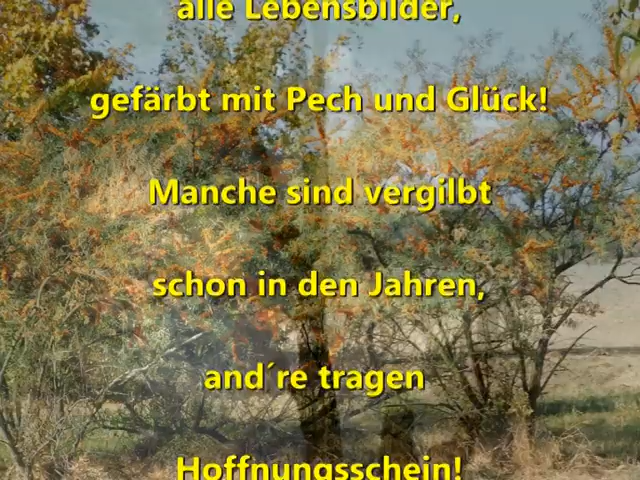 alle Lebensbilder,
gefärbt mit Pech und Glück!
Manche sind vergilbt
schon in den Jahren,
and´re tragen
Hoffnungsschein!